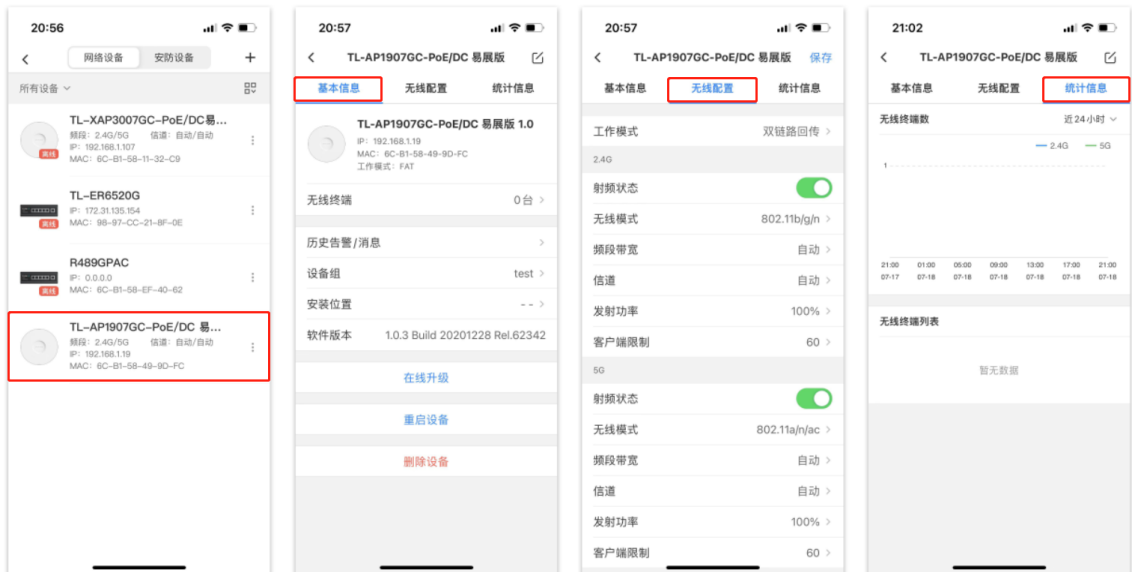 20:56
网络设备 安防设备
所有设备
TL-XAP3007GC-PoE/DC易...
频段：2.4G/5G 信道：自动/自动
IP：192.168.1.107
离线
MAC：6C-B1-58-11-32-C9
TL-ER6520G
IP：172.31.135.154
离线
MAC：98-97-CC-21-8F-0E
R489GPAC
IP：0.0.0.0
离线
MAC：6C-B1-58-EF-40-62
TL-AP1907GC-PoE/DC 易...
频段：2.4G/5G 信道：自动/自动
IP：192.168.1.19
MAC：6C-B1-58-49-9D-FC
20:57
TL-AP1907GC-PoE/DC 易展版
基本信息 无线配置 统计信息
TL-AP1907GC-PoE/DC 易展版 1.0
IP：192.168.1.19
MAC：6C-B1-58-49-9D-FC
工作模式：FAT
无线终端 0 台
历史告警/消息
设备组 test
安装位置 - -
软件版本 1.0.3 Build 20201228 Rel.62342
在线升级
重启设备
删除设备
20:57
TL-AP1907GC-PoE/DC 易展版 保存
基本信息 无线配置 统计信息
工作模式 双链路回传
2.4G
射频状态
无线模式 802.11b/g/n
频段带宽 自动
信道 自动
发射功率 100%
客户端限制 60
5G
射频状态
无线模式 802.11a/n/ac
频段带宽 自动
信道 自动
发射功率 100%
客户端限制 60
21:02
TL-AP1907GC-PoE/DC 易展版
基本信息 无线配置 统计信息
无线终端数 近24小时
2.4G 5G
1
21:00 01:00 05:00 09:00 13:00 17:00 21:00
07-17 07-18 07-18 07-18 07-18 07-18 07-18
无线终端列表
暂无数据